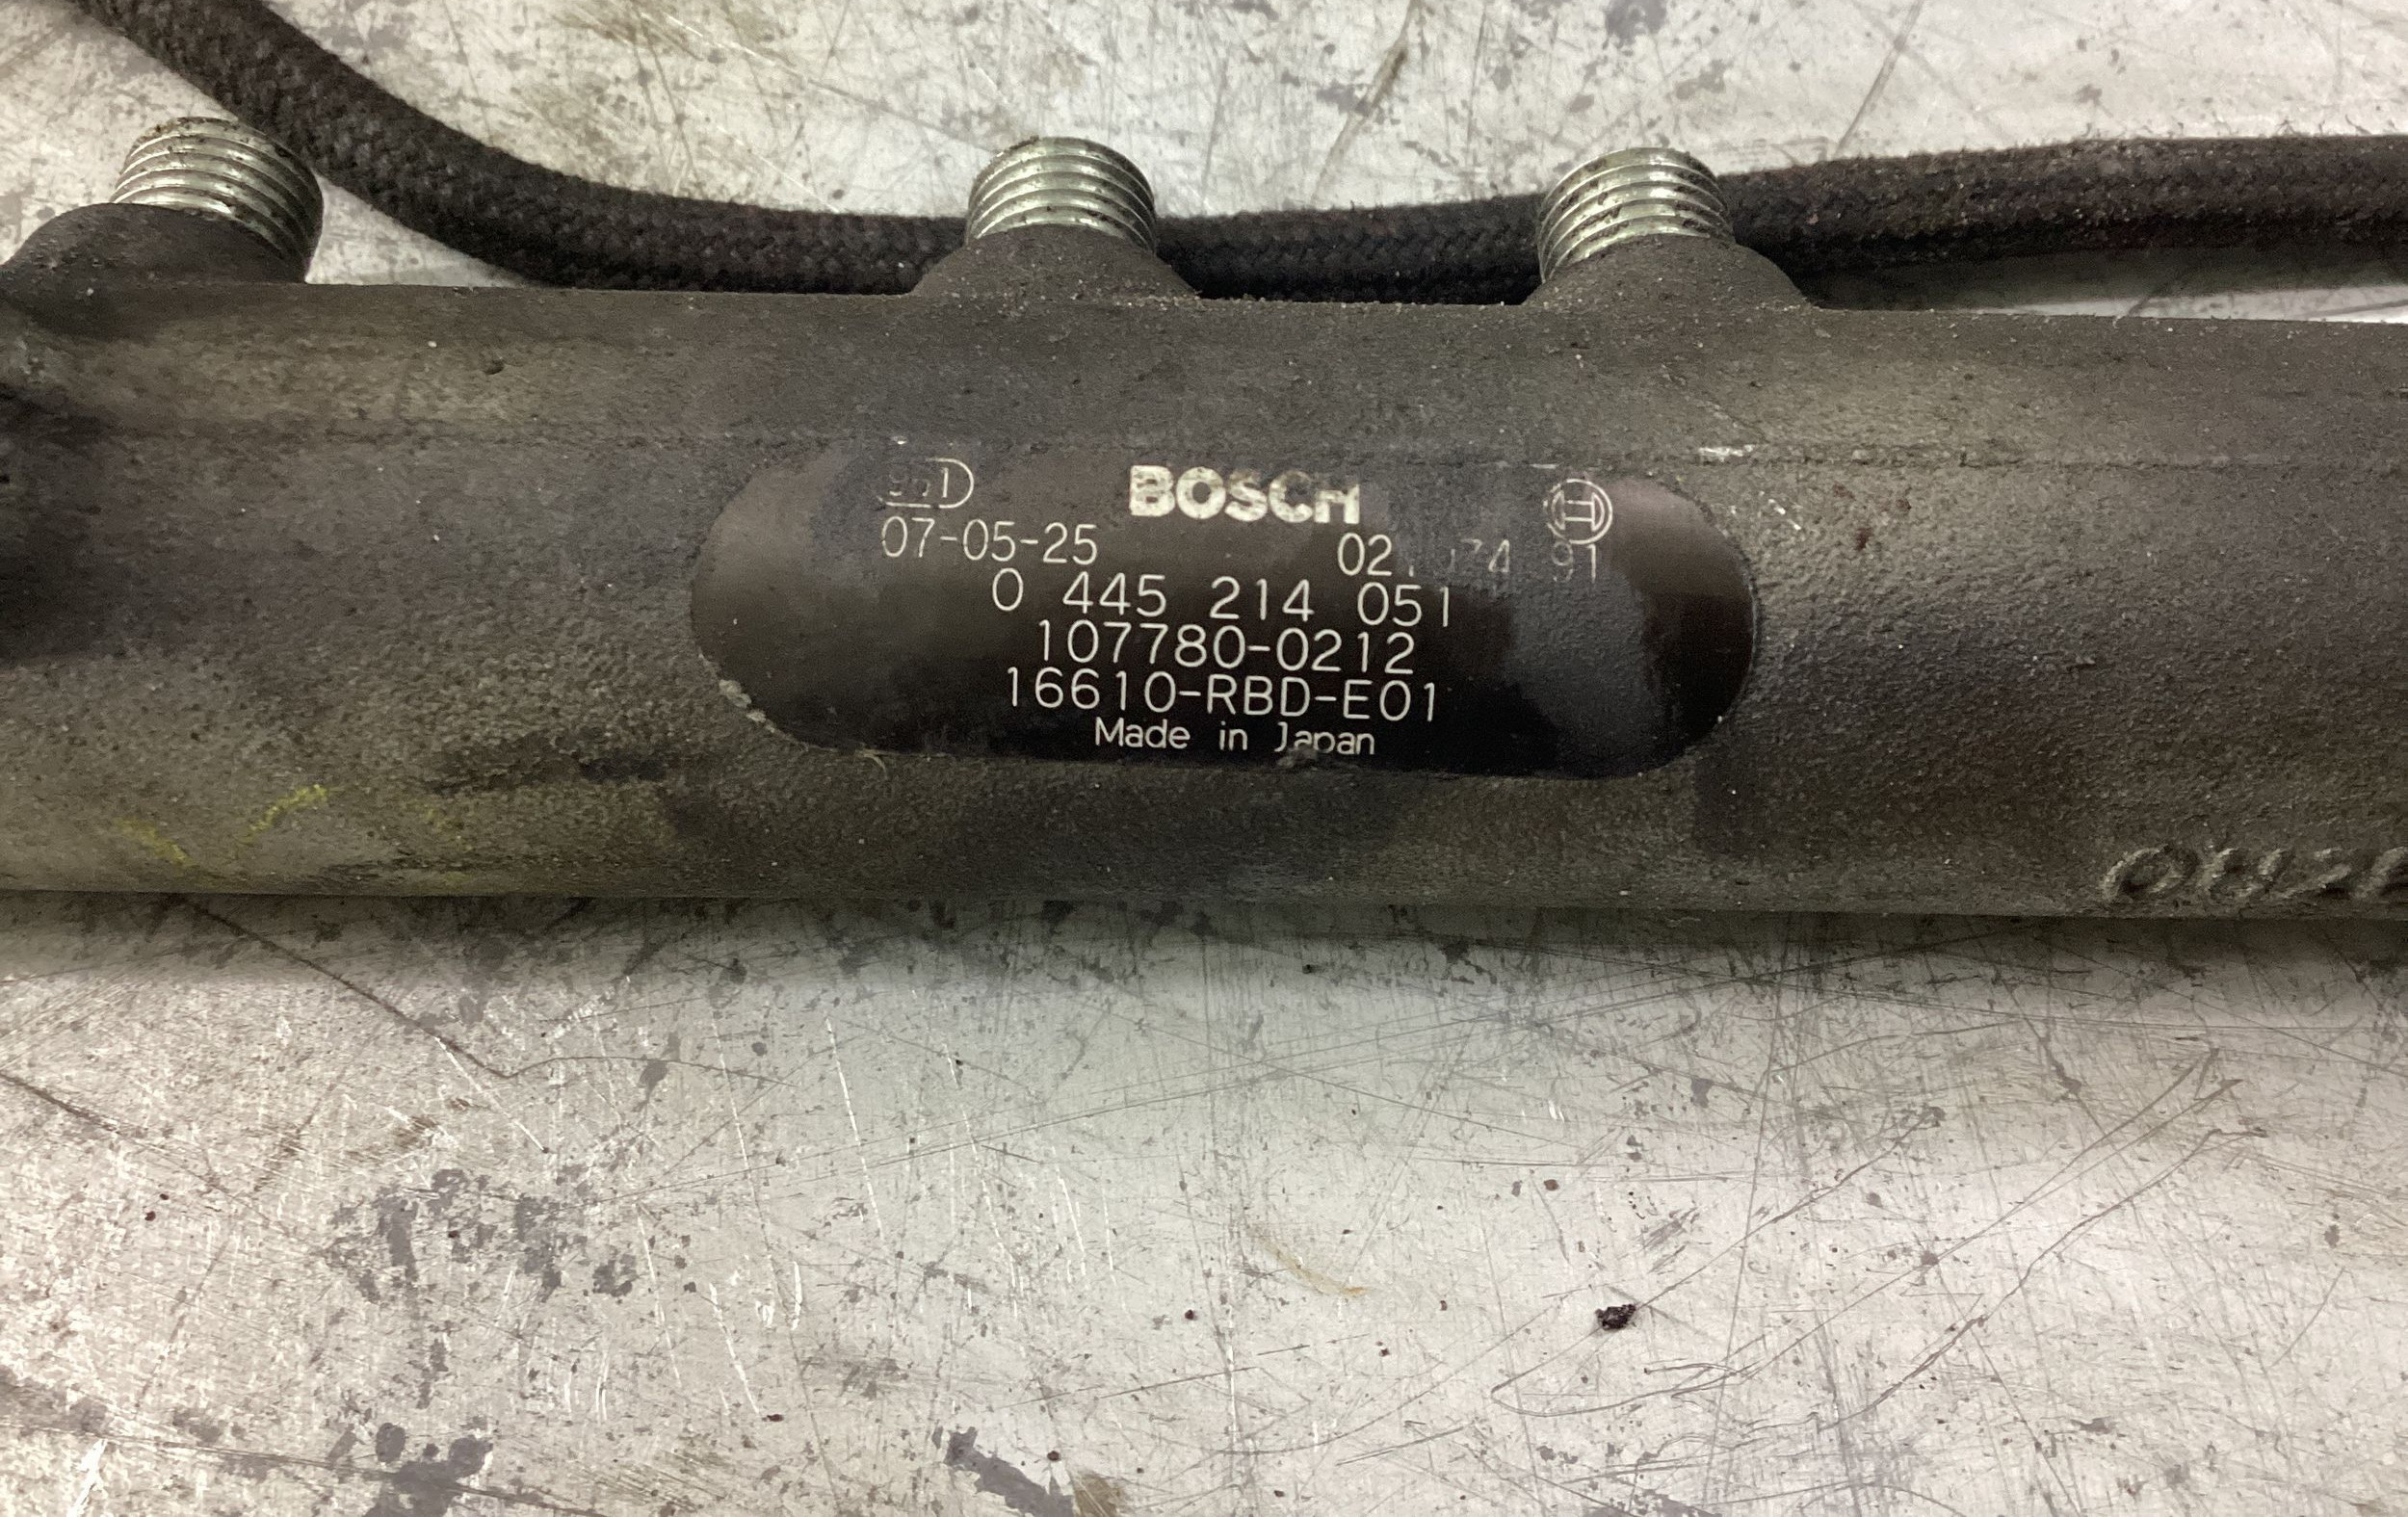 BOSCH
07-05-25
0 445 214 051
107780-0212
16610-RBD-E01
Made in Japan